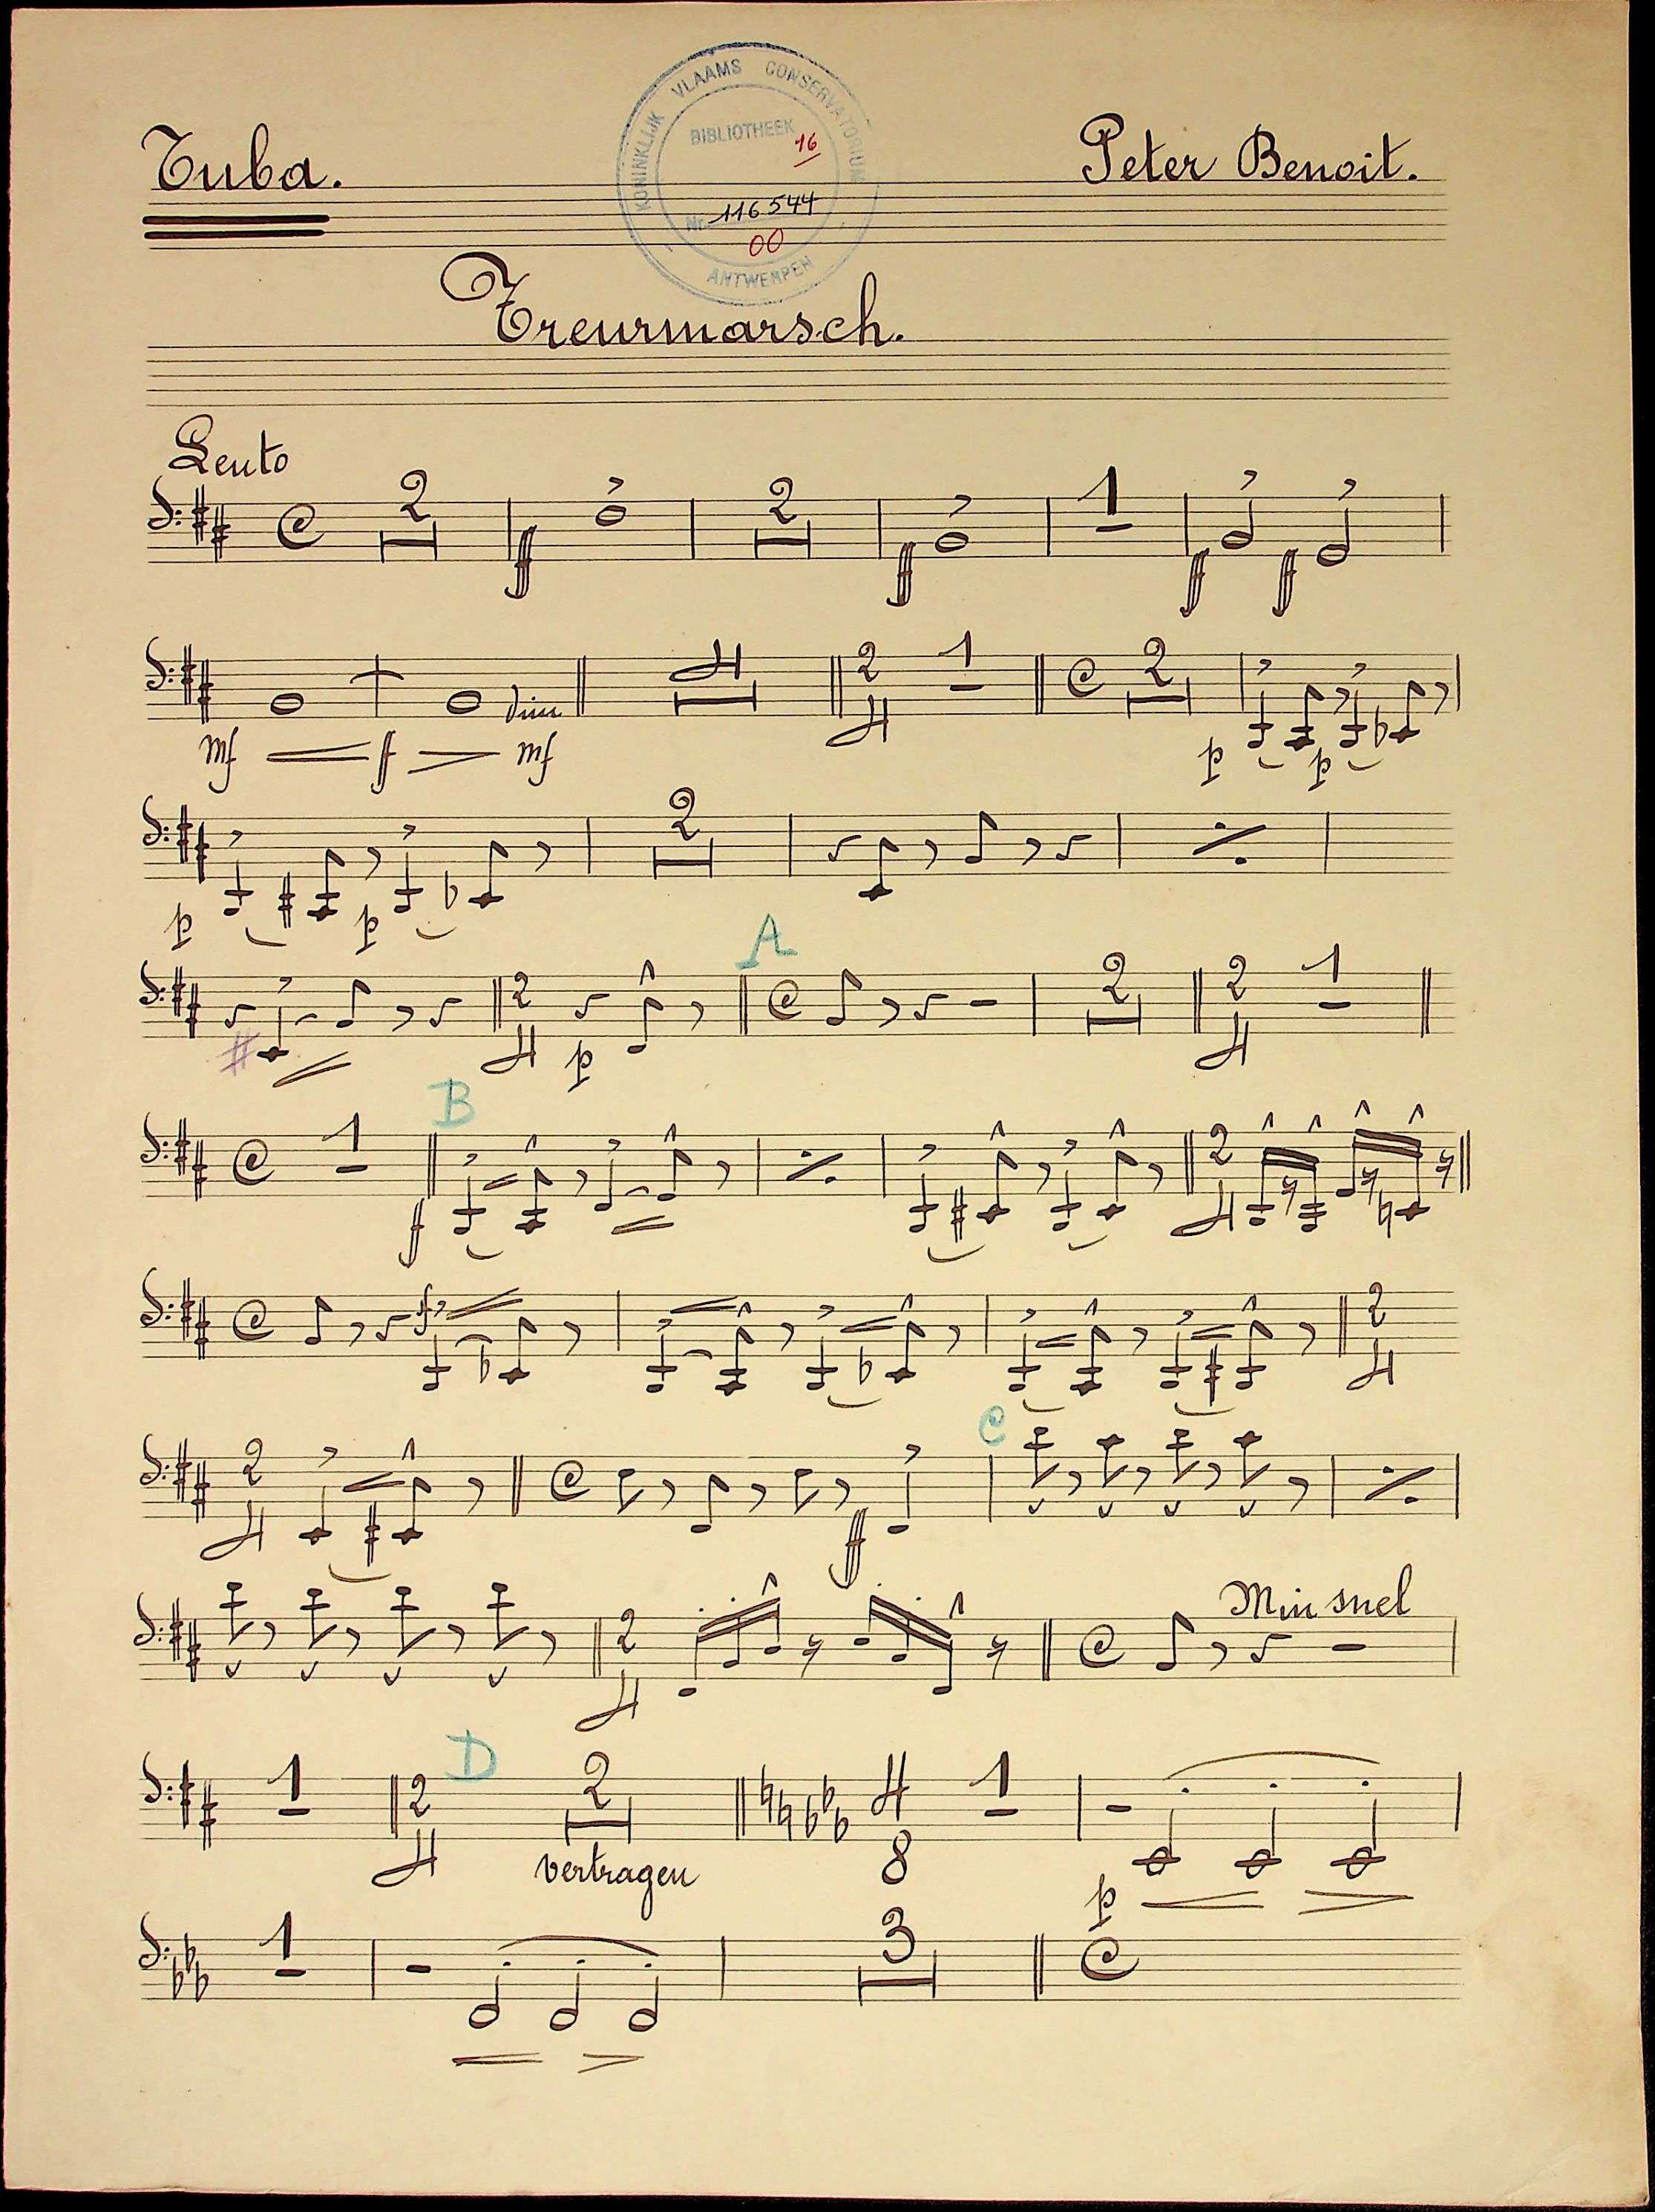 KONINKLIJK VLAAMS CONSERVATORIUM
BIBLIOTHEEK
16
Nr. 116544
00
ANTWERPEN
Tuba.
Peter Benoit.
Treurmarsch.
Lento
2
ff
2
ff
1
ff ff
4
2 4
1
2
mf ff dim mf
p p
2
p p
A
2 4
p
2
2 4
1
B
1
f
2 4
f
2 4
C
2 4
ff
Min snel
2 4
D
1
2 4
2
vertragen
4 8
1
p
1
3